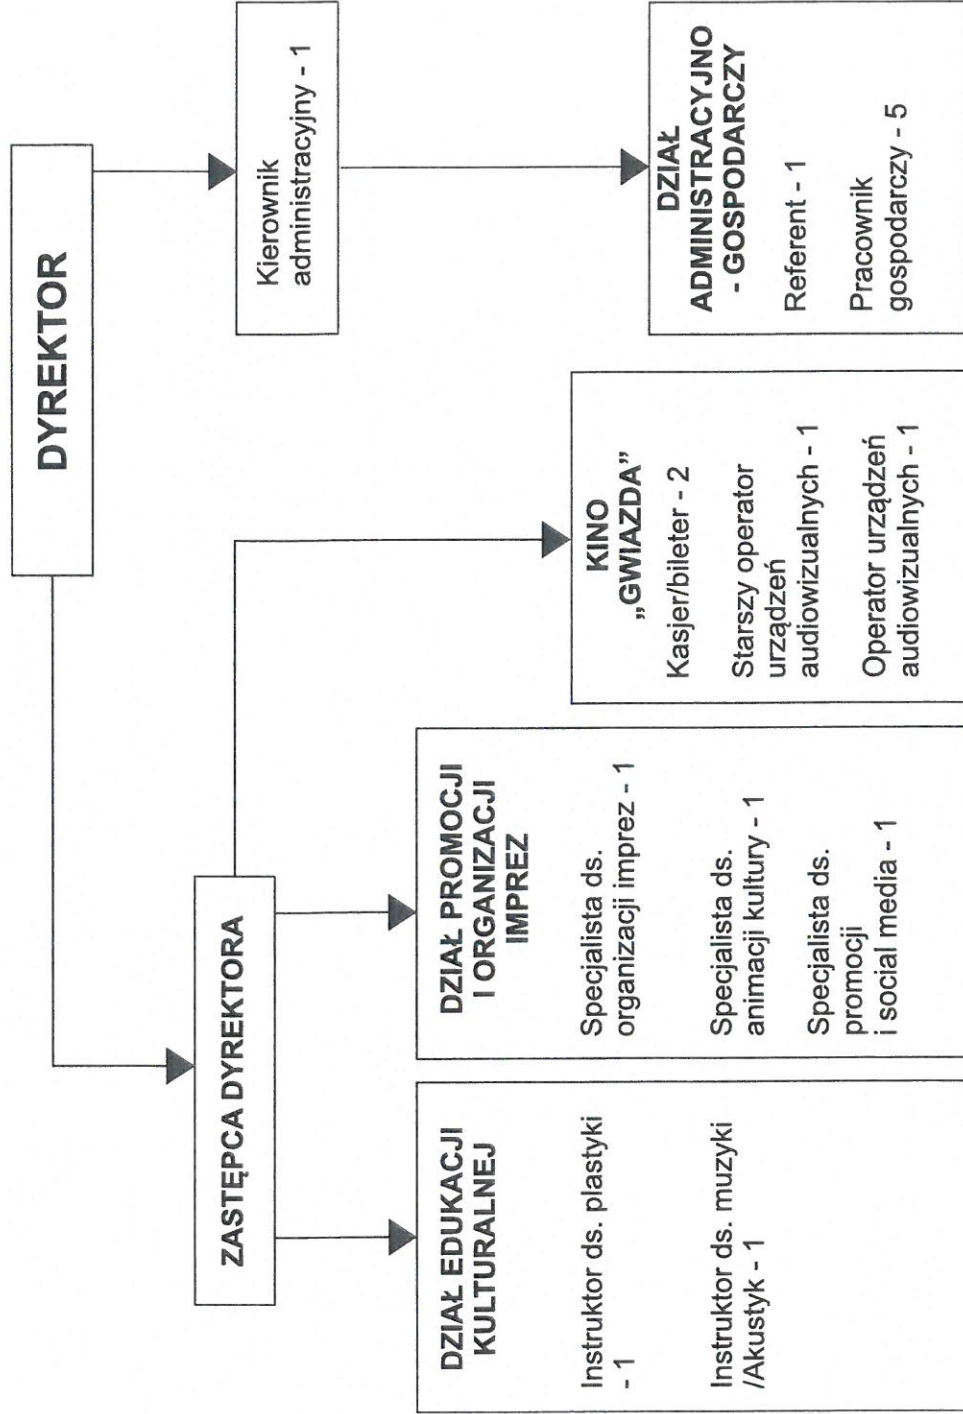 DYREKTOR
ZASTĘPCA DYREKTORA
Kierownik
administracyjny - 1
DZIAŁ EDUKACJI
KULTURALNEJ
Instruktor ds. plastyki
- 1
Instruktor ds. muzyki
/Akustyk - 1
DZIAŁ PROMOCJI
I ORGANIZACJI
IMPREZ
Specjalista ds.
organizacji imprez - 1
Specjalista ds.
animacji kultury - 1
Specjalista ds.
promocji
i social media - 1
KINO
„GWIAZDA”
Kasjer/bileter - 2
Starszy operator
urządzeń
audiowizualnych - 1
Operator urządzeń
audiowizualnych - 1
DZIAŁ
ADMINISTRACYJNO
- GOSPODARCZY
Referent - 1
Pracownik
gospodarczy - 5